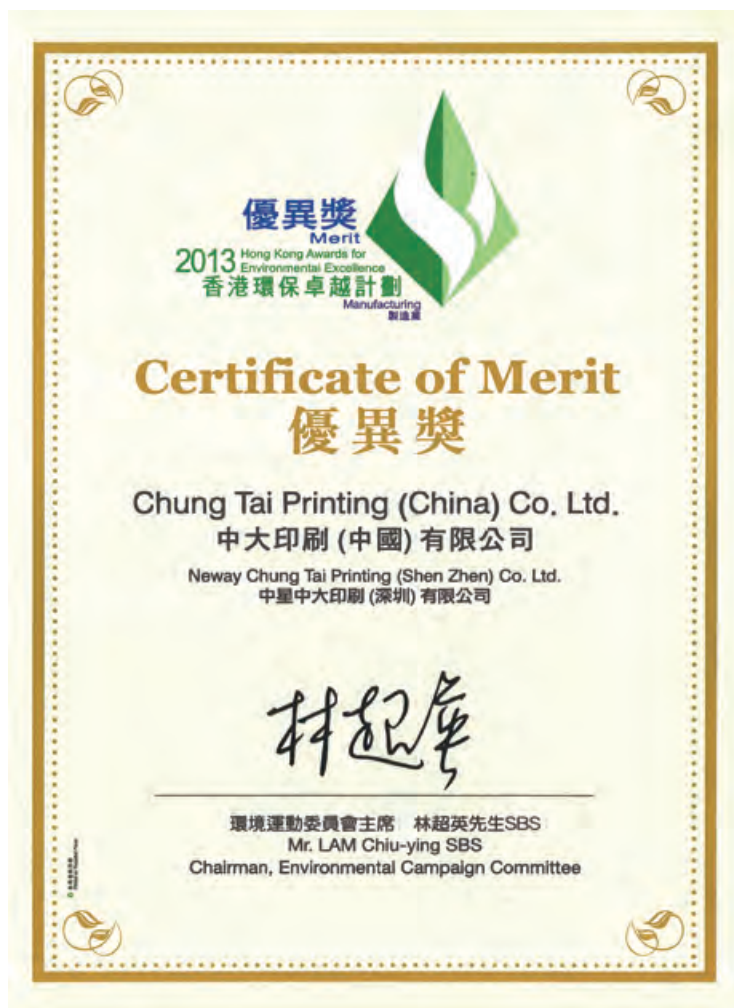 優異獎
Merit
2013 Hong Kong Awards for
Environmental Excellence
香港環保卓越計劃
Manufacturing
製造業
Certificate of Merit
優異獎
Chung Tai Printing (China) Co. Ltd.
中大印刷 (中國) 有限公司
Neway Chung Tai Printing (Shen Zhen) Co. Ltd.
中星中大印刷 (深圳) 有限公司
林超英
環境運動委員會主席 林超英先生SBS
Mr. LAM Chiu-ying SBS
Chairman, Environmental Campaign Committee